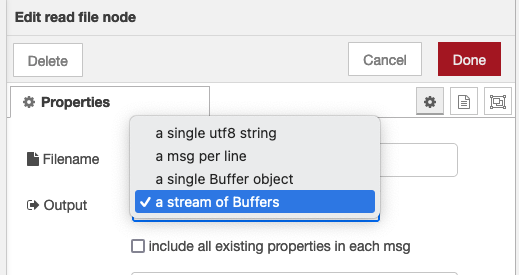 Edit read file node
Delete
Cancel
Done
Properties
a single utf8 string
a msg per line
Filename
a single Buffer object
Output
✓ a stream of Buffers
include all existing properties in each msg